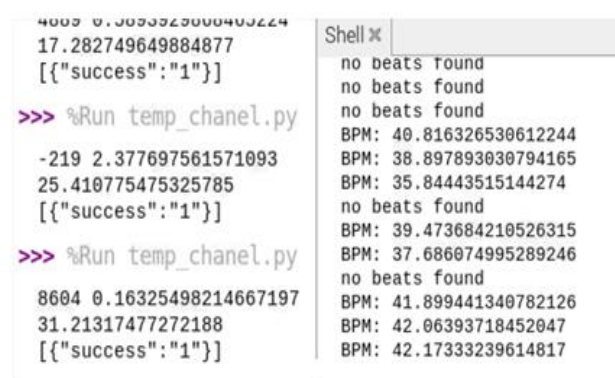 4889 0.5893929808405224
17.282749649884877
[{"success":"1"}]
>>> %Run temp_chanel.py
-219 2.377697561571093
25.410775475325785
[{"success":"1"}]
>>> %Run temp_chanel.py
8604 0.16325498214667197
31.21317477272188
[{"success":"1"}]
Shell ×
no beats found
no beats found
no beats found
BPM: 40.816326530612244
BPM: 38.897893030794165
BPM: 35.84443515144274
no beats found
BPM: 39.473684210526315
BPM: 37.686074995289246
no beats found
BPM: 41.899441340782126
BPM: 42.06393718452047
BPM: 42.17333239614817